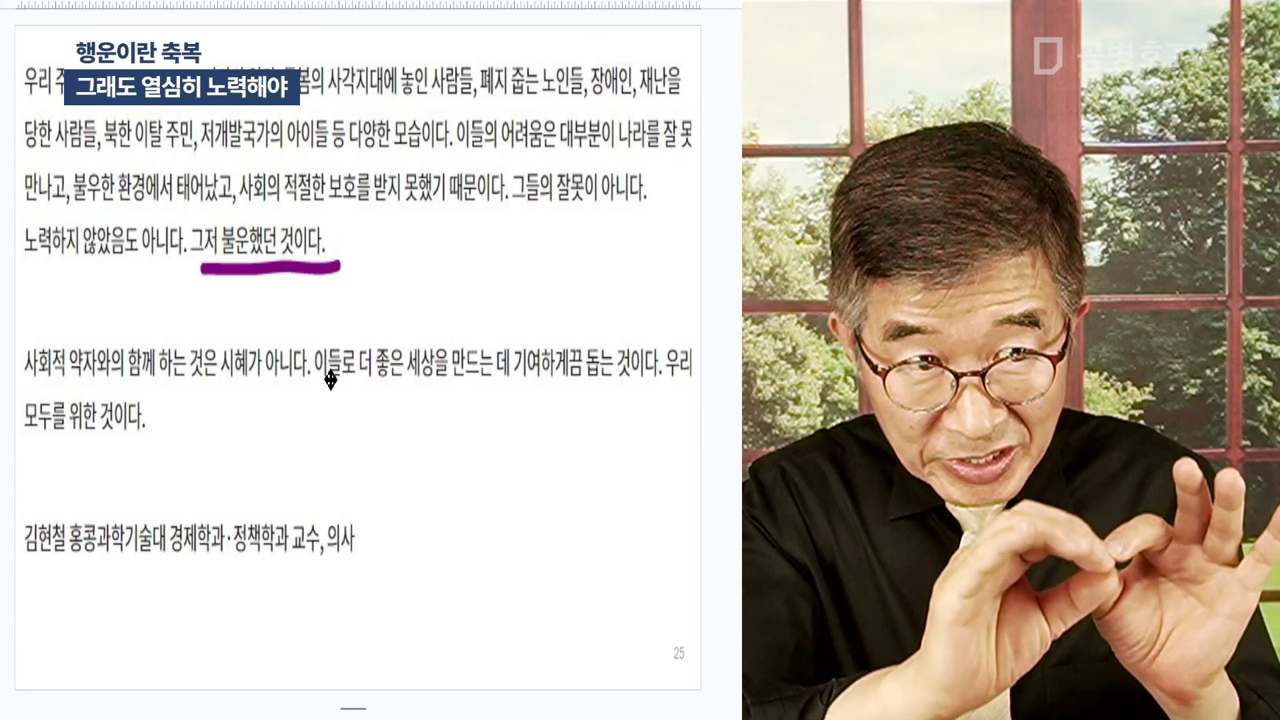 행운이란 축복
그래도 열심히 노력해야
우리 주 사각지대에 놓인 사람들, 폐지 줍는 노인들, 장애인, 재난을
당한 사람들, 북한 이탈 주민, 저개발국가의 아이들 등 다양한 모습이다. 이들의 어려움은 대부분이 나라를 잘 못
만나고, 불우한 환경에서 태어났고, 사회의 적절한 보호를 받지 못했기 때문이다. 그들의 잘못이 아니다.
노력하지 않았음도 아니다. 그저 불운했던 것이다.
사회적 약자와의 함께 하는 것은 시혜가 아니다. 이들로 더 좋은 세상을 만드는 데 기여하게끔 돕는 것이다. 우리
모두를 위한 것이다.
김현철 홍콩과학기술대 경제학과·정책학과 교수, 의사
25